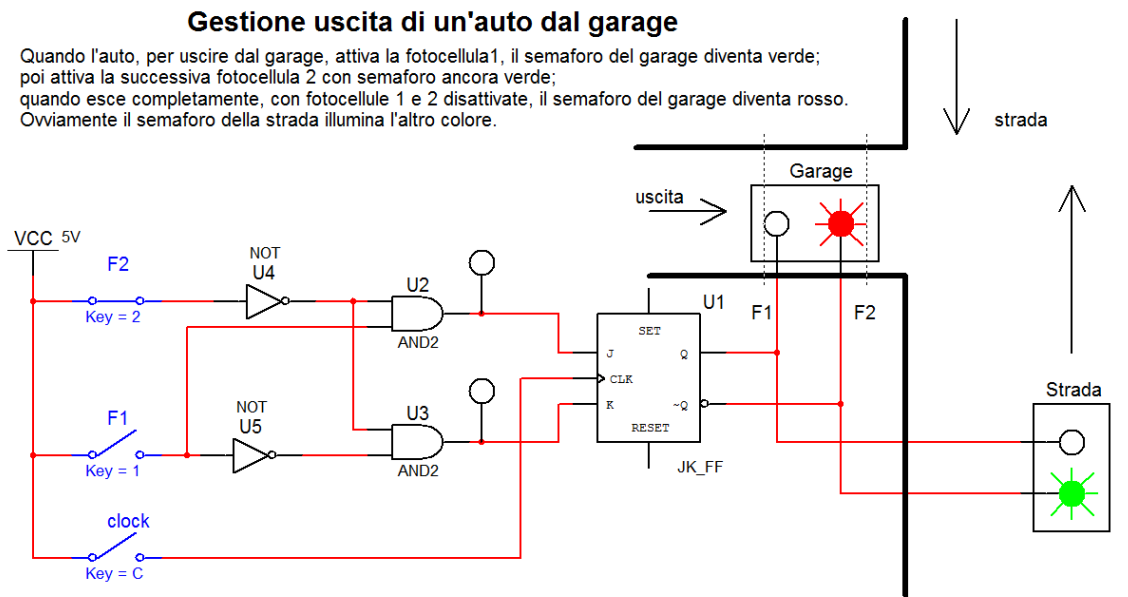 Gestione uscita di un'auto dal garage
Quando l'auto, per uscire dal garage, attiva la fotocellula1, il semaforo del garage diventa verde;
poi attiva la successiva fotocellula 2 con semaforo ancora verde;
quando esce completamente, con fotocellule 1 e 2 disattivate, il semaforo del garage diventa rosso.
Ovviamente il semaforo della strada illumina l'altro colore.
strada
Garage
uscita
VCC 5V
F2
Key = 2
NOT
U4
U2
AND2
F1
Key = 1
NOT
U5
U3
AND2
clock
Key = C
U1
SET
J Q
CLK
K ~Q
RESET
JK_FF
F1 F2
Strada